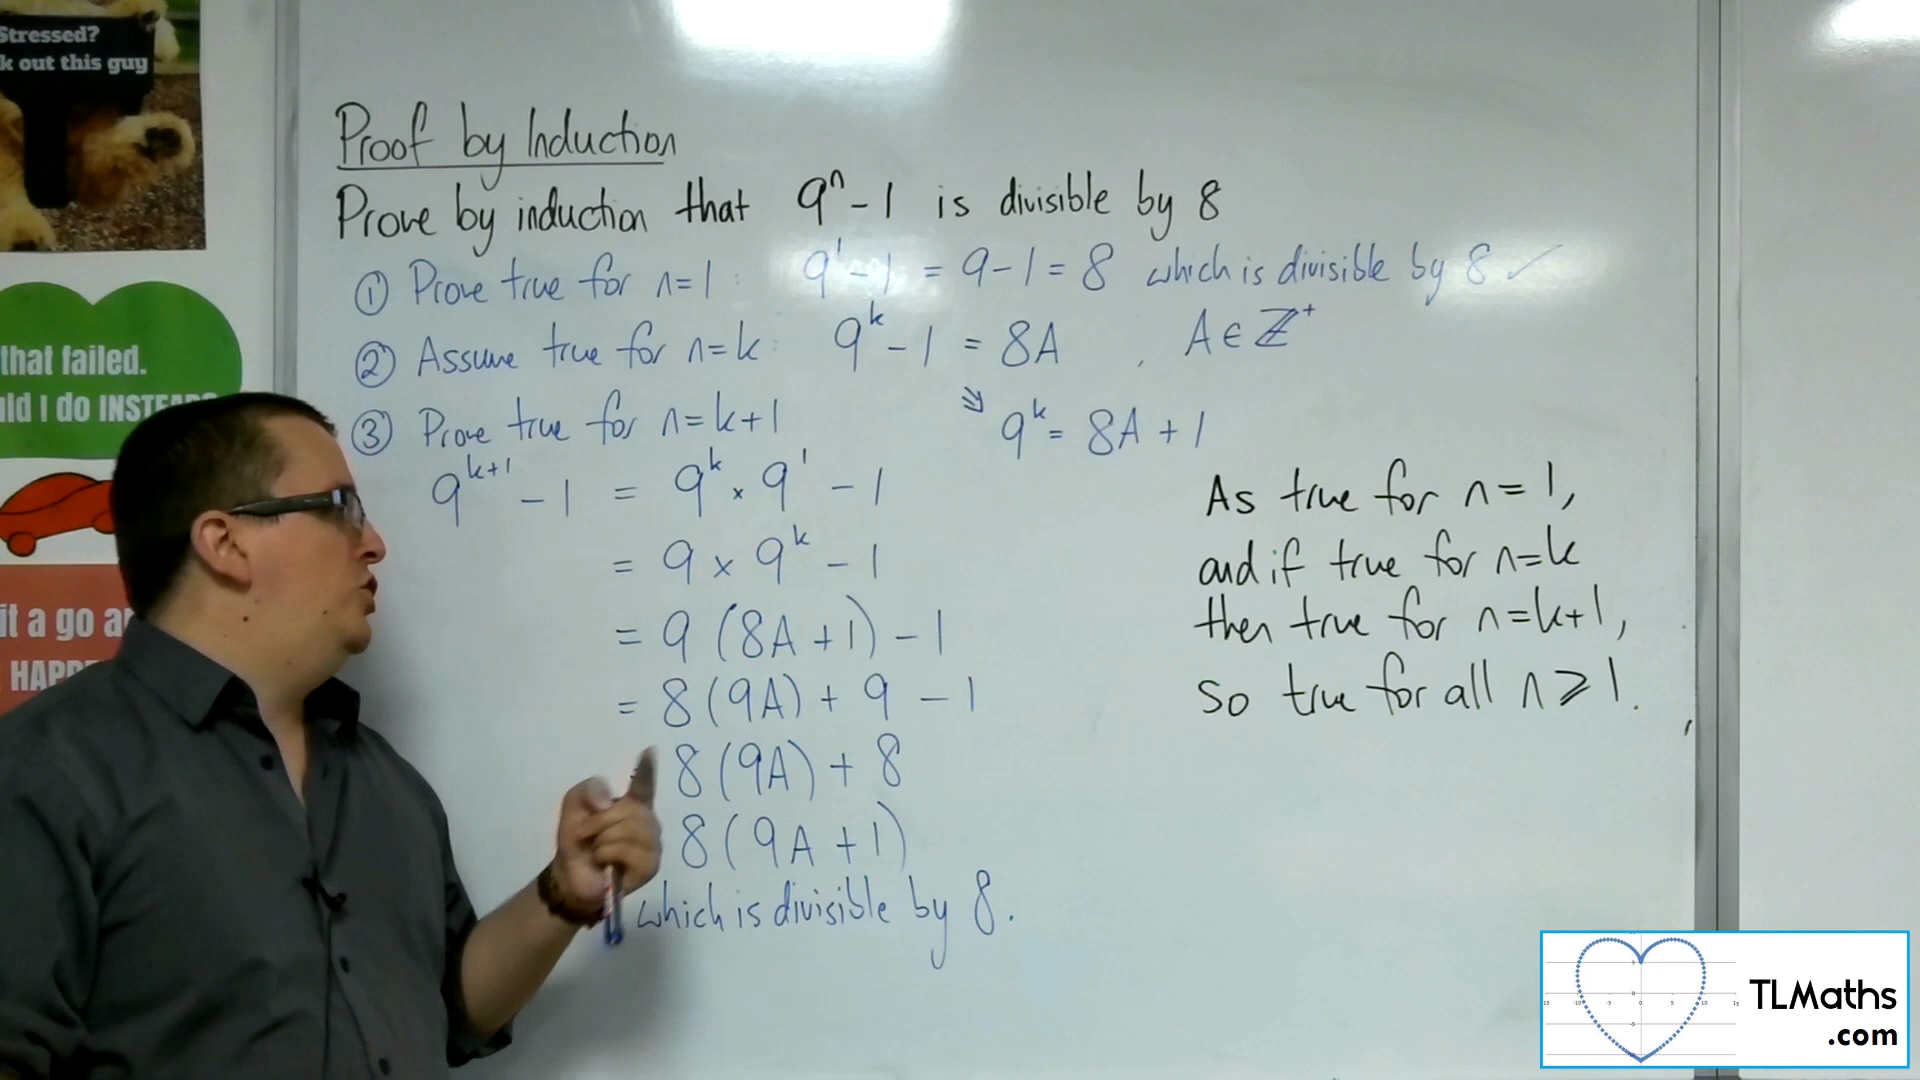 Stressed?
k out this guy
that failed.
uld I do INSTEAD?
it a go a
HAPP
Proof by Induction
Prove by induction that 9ⁿ - 1 is divisible by 8
① Prove true for n=1: 9¹ - 1 = 9 - 1 = 8 which is divisible by 8 ✓
② Assume true for n=k: 9ᵏ - 1 = 8A, A ∈ ℤ⁺
③ Prove true for n=k+1 ⇒ 9ᵏ = 8A + 1
9ᵏ⁺¹ - 1 = 9ᵏ × 9¹ - 1
= 9 × 9ᵏ - 1
= 9 (8A + 1) - 1
= 8 (9A) + 9 - 1
8 (9A) + 8
8 (9A + 1)
which is divisible by 8.
As true for n = 1,
and if true for n=k
then true for n=k+1,
so true for all n ⩾ 1.
TLMaths
.com